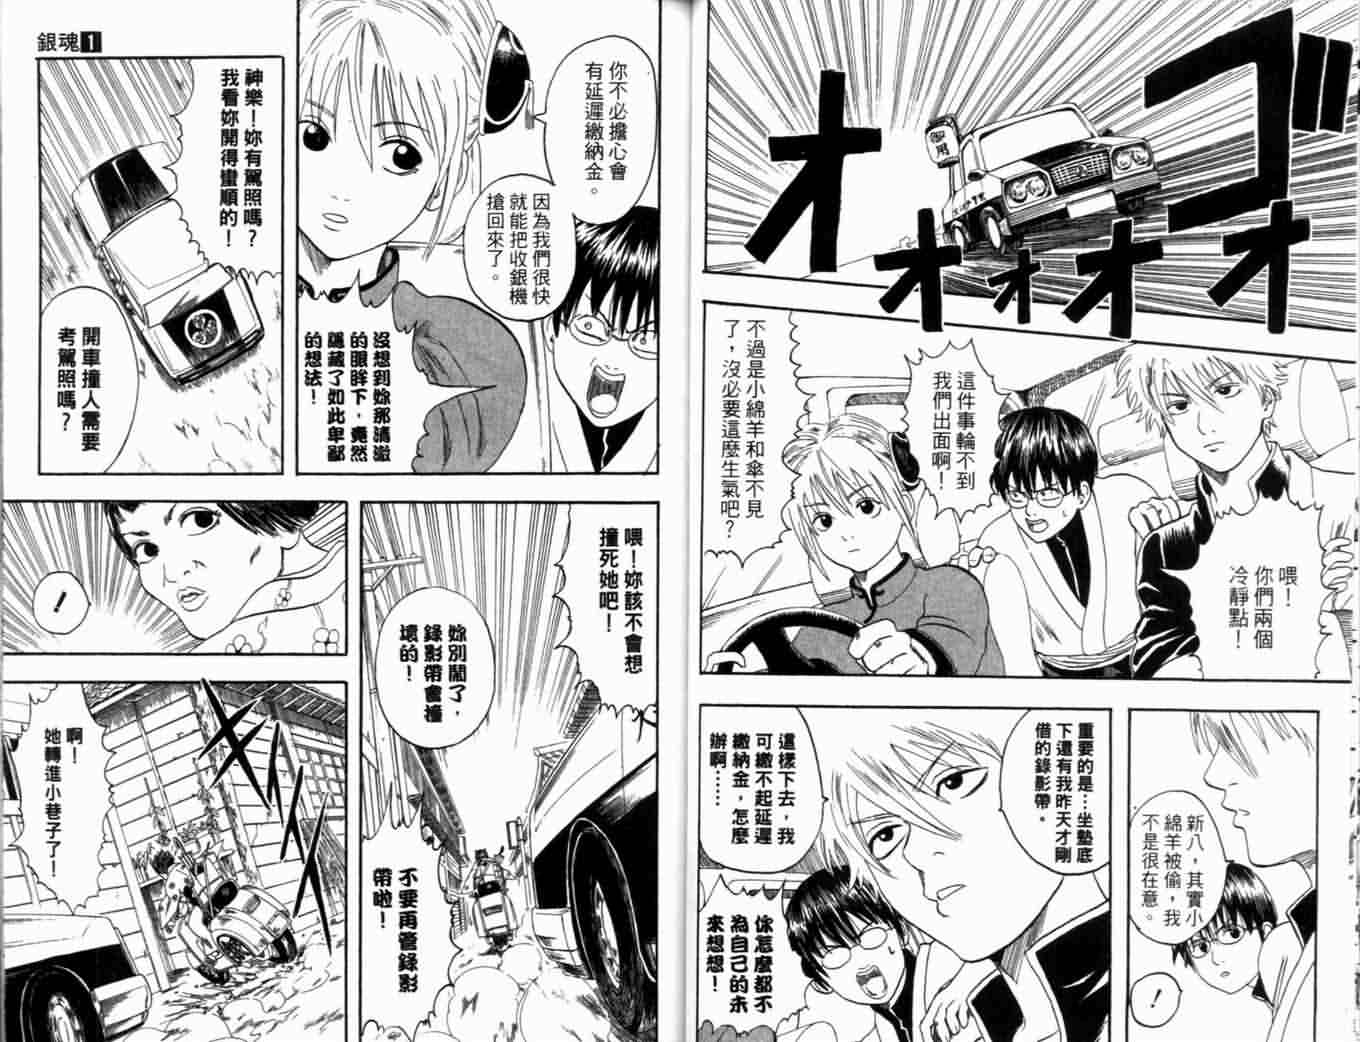 ゴオオオオオオ
御用
喂！
你們兩個
冷靜點！
這件事輪不到
我們出面啊！
不過是小綿羊和傘不見
了，沒必要這麼生氣吧？
新八，其實小
綿羊被偷，我
不是很在意。
！
重要的是…坐墊底
下還有我昨天才剛
借的錄影帶。
這樣下去，我
可繳不起延遲
繳納金，怎麼
辦啊……
你怎麼都不
為自己的未
來想想！
銀魂1
你不必擔心會
有延遲繳納金。
因為我們很快
就能把收銀機
搶回來了。
沒想到妳那清澈
的眼眸下，竟然
隱藏了如此卑鄙
的想法！
神樂！妳有駕照嗎？
我看妳開得蠻順的！
開車撞人需要
考駕照嗎？
喂！妳該不會想
撞死她吧！
妳別鬧了，
錄影帶會撞
壞的！
不要再管錄影
帶啦！
！
啊！
她轉進小巷子了！